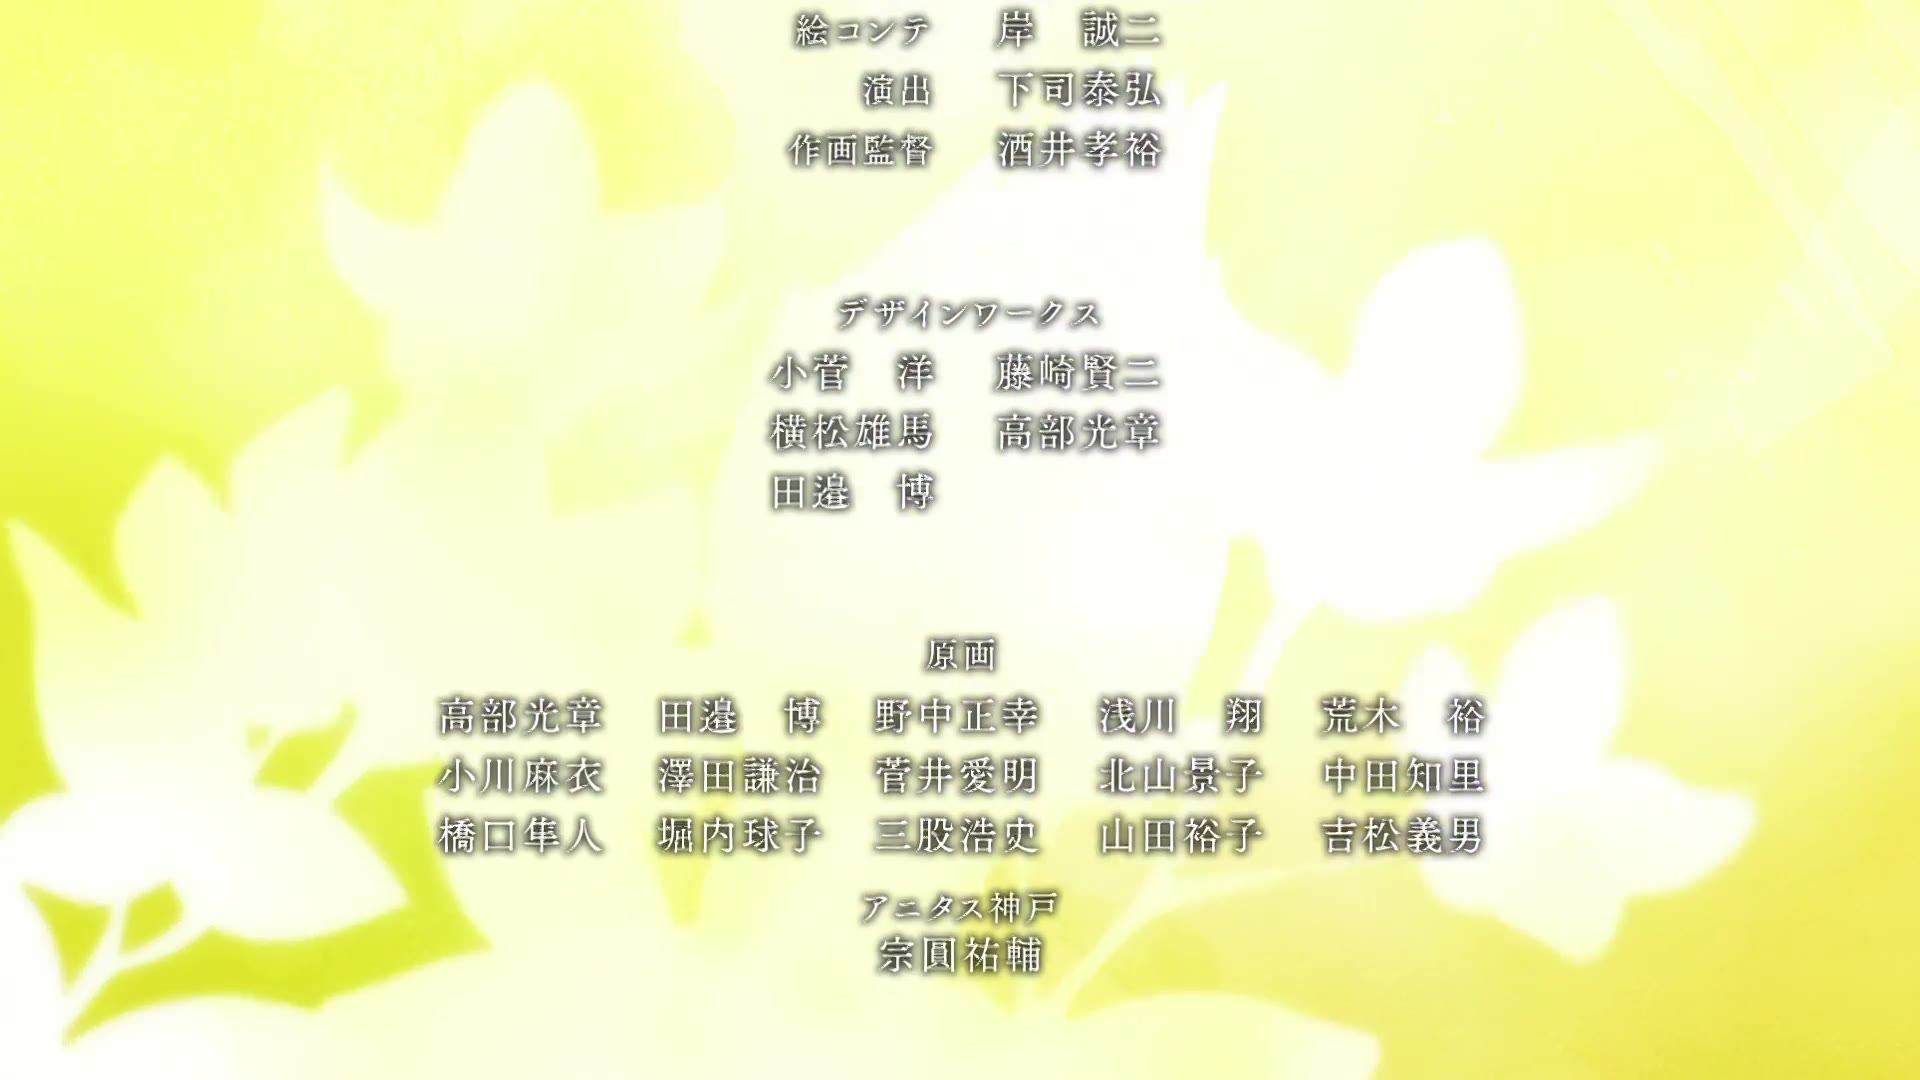 絵コンテ 岸 誠二
演出 下司泰弘
作画監督 酒井孝裕
デザインワークス
小菅 洋 藤崎賢二
横松雄馬 高部光章
田邉 博
原画
高部光章 田邉 博 野中正幸 浅川 翔 荒木 裕
小川麻衣 澤田謙治 菅井愛明 北山景子 中田知里
橋口隼人 堀内球子 三股浩史 山田裕子 吉松義男
アニタス神戸
宗圓祐輔